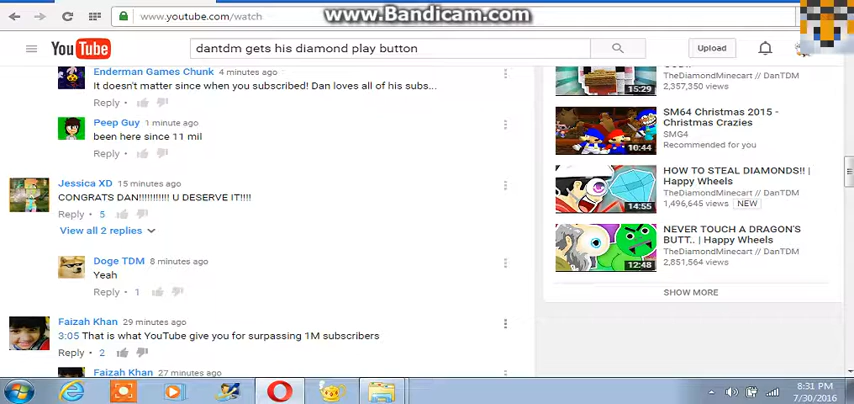 www.Bandicam.com
www.youtube.com/watch
YouTube
dantdm gets his diamond play button
Upload
Enderman Games Chunk 4 minutes ago
It doesn't matter since when you subscribed! Dan loves all of his subs...
Reply
Peep Guy 1 minute ago
been here since 11 mil
Reply
Jessica XD 15 minutes ago
CONGRATS DAN!!!!!!!!!!! U DESERVE IT!!!!
Reply • 5
View all 2 replies
Doge TDM 8 minutes ago
Yeah
Reply • 1
Faizah Khan 29 minutes ago
3:05 That is what YouTube give you for surpassing 1M subscribers
Reply • 2
Faizah Khan 27 minutes ago
15:29
TheDiamondMinecart // DanTDM
2,357,350 views
10:44
SM64 Christmas 2015 -
Christmas Crazies
SMG4
Recommended for you
14:55
HOW TO STEAL DIAMONDS!! |
Happy Wheels
TheDiamondMinecart // DanTDM
1,496,645 views NEW
12:48
NEVER TOUCH A DRAGON'S
BUTT.. | Happy Wheels
TheDiamondMinecart // DanTDM
2,851,564 views
SHOW MORE
8:31 PM
7/30/2016